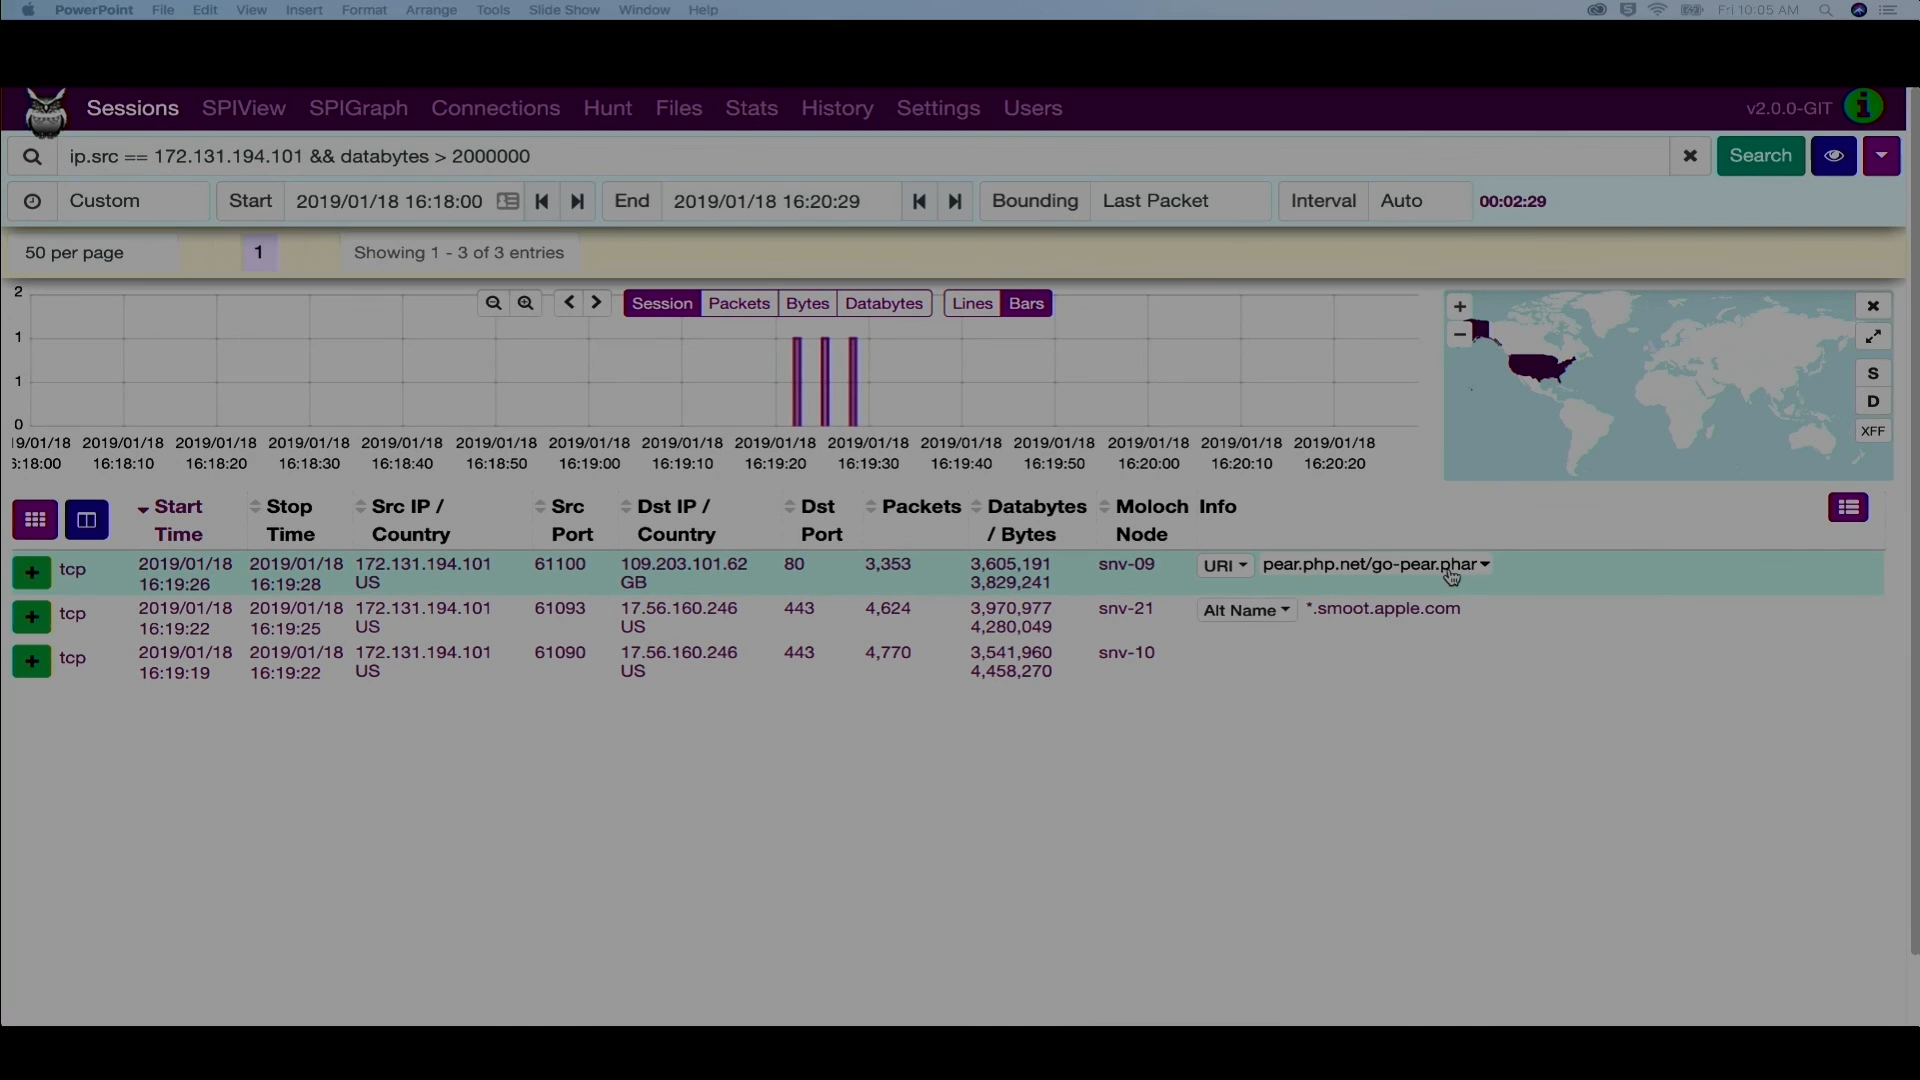 PowerPoint File Edit View Insert Format Arrange Tools Slide Show Window Help Fri 10:05 AM
Sessions SPIView SPIGraph Connections Hunt Files Stats History Settings Users v2.0.0-GIT
ip.src == 172.131.194.101 && databytes > 2000000 Search
Custom Start 2019/01/18 16:18:00 End 2019/01/18 16:20:29 Bounding Last Packet Interval Auto 00:02:29
50 per page 1 Showing 1 - 3 of 3 entries
2
1
1
0
Session Packets Bytes Databytes Lines Bars
+
−
S
D
XFF
19/01/18 2019/01/18 2019/01/18 2019/01/18 2019/01/18 2019/01/18 2019/01/18 2019/01/18 2019/01/18 2019/01/18 2019/01/18 2019/01/18 2019/01/18 2019/01/18 2019/01/18
6:18:00 16:18:10 16:18:20 16:18:30 16:18:40 16:18:50 16:19:00 16:19:10 16:19:20 16:19:30 16:19:40 16:19:50 16:20:00 16:20:10 16:20:20
Start Stop Src IP / Src Dst IP / Dst Packets Databytes Moloch Info
Time Time Country Port Country Port / Bytes Node
+ tcp 2019/01/18 2019/01/18 172.131.194.101 61100 109.203.101.62 80 3,353 3,605,191 snv-09 URI pear.php.net/go-pear.phar
16:19:26 16:19:28 US GB 3,829,241
+ tcp 2019/01/18 2019/01/18 172.131.194.101 61093 17.56.160.246 443 4,624 3,970,977 snv-21 Alt Name *.smoot.apple.com
16:19:22 16:19:25 US US 4,280,049
+ tcp 2019/01/18 2019/01/18 172.131.194.101 61090 17.56.160.246 443 4,770 3,541,960 snv-10
16:19:19 16:19:22 US US 4,458,270